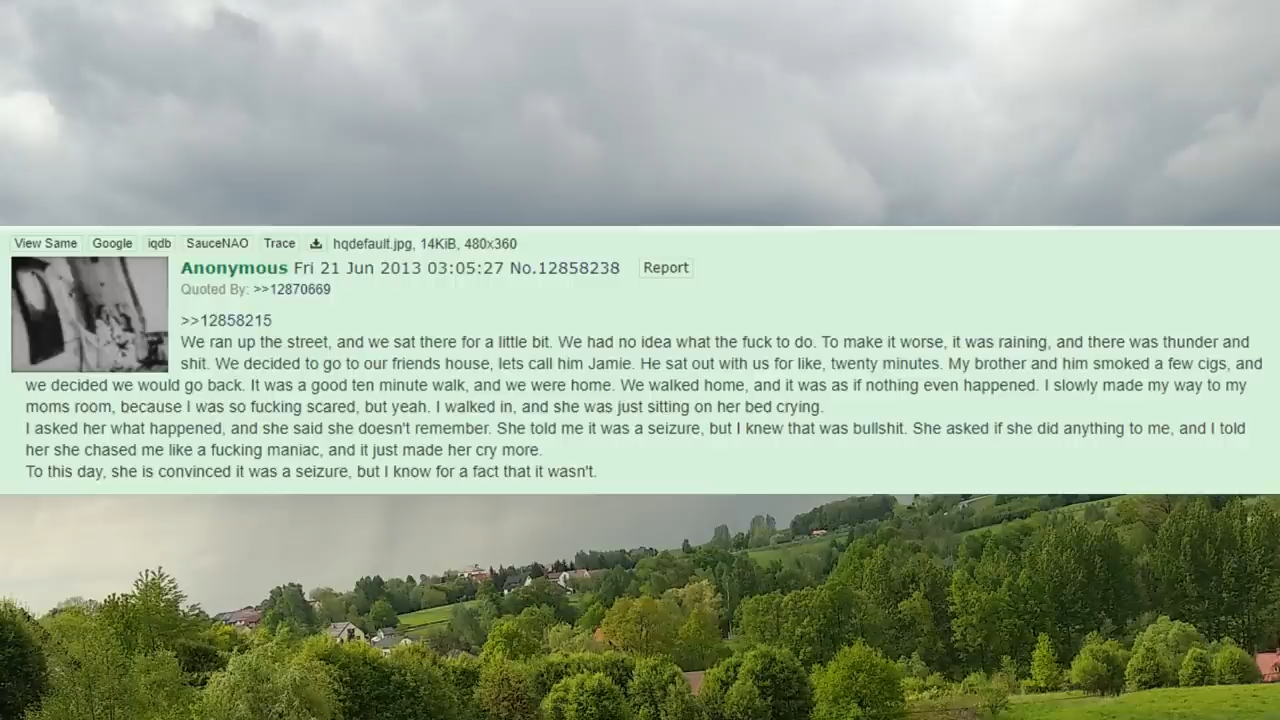 View Same Google iqdb SauceNAO Trace hqdefault.jpg, 14KiB, 480x360
Anonymous Fri 21 Jun 2013 03:05:27 No.12858238 Report
Quoted By: >>12870669
>>12858215
We ran up the street, and we sat there for a little bit. We had no idea what the fuck to do. To make it worse, it was raining, and there was thunder and
shit. We decided to go to our friends house, lets call him Jamie. He sat out with us for like, twenty minutes. My brother and him smoked a few cigs, and
we decided we would go back. It was a good ten minute walk, and we were home. We walked home, and it was as if nothing even happened. I slowly made my way to my
moms room, because I was so fucking scared, but yeah. I walked in, and she was just sitting on her bed crying.
I asked her what happened, and she said she doesn't remember. She told me it was a seizure, but I knew that was bullshit. She asked if she did anything to me, and I told
her she chased me like a fucking maniac, and it just made her cry more.
To this day, she is convinced it was a seizure, but I know for a fact that it wasn't.